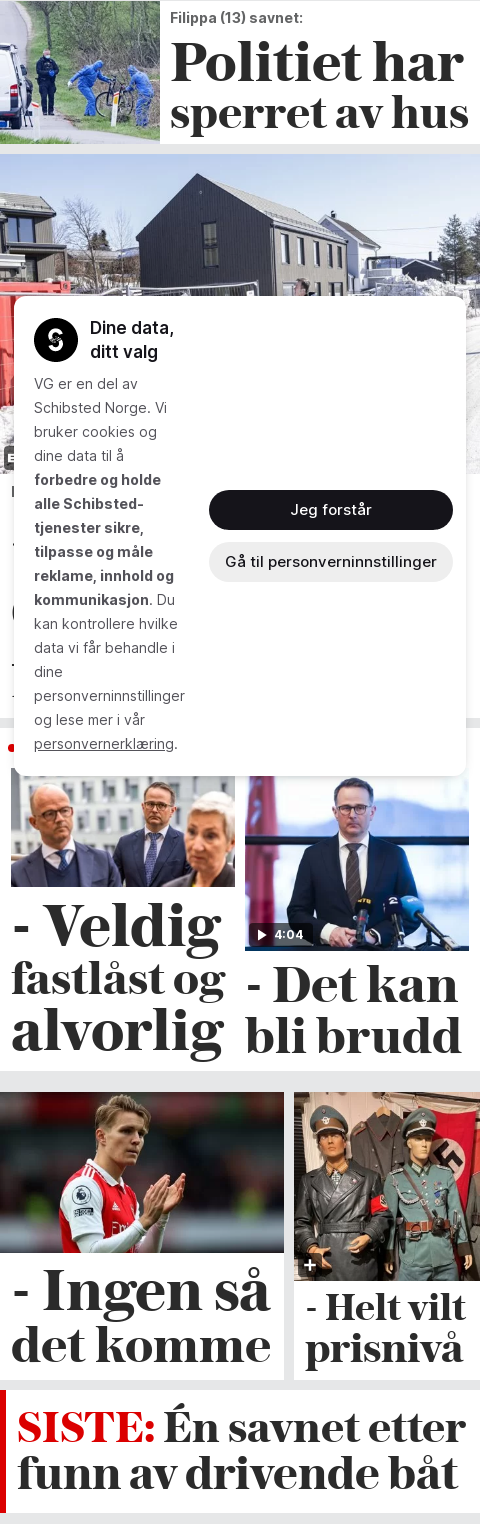 Filippa (13) savnet:
Politiet har
sperret av hus
Dine data,
ditt valg
VG er en del av
Schibsted Norge. Vi
bruker cookies og
dine data til å
forbedre og holde
alle Schibsted-
tjenester sikre,
tilpasse og måle
reklame, innhold og
kommunikasjon. Du
kan kontrollere hvilke
data vi får behandle i
dine
personverninnstillinger
og lese mer i vår
personvernerklæring.
Jeg forstår
Gå til personverninnstillinger
4:04
- Veldig
fastlåst og
alvorlig
- Det kan
bli brudd
- Ingen så
det komme
- Helt vilt
prisnivå
SISTE: Én savnet etter
funn av drivende båt